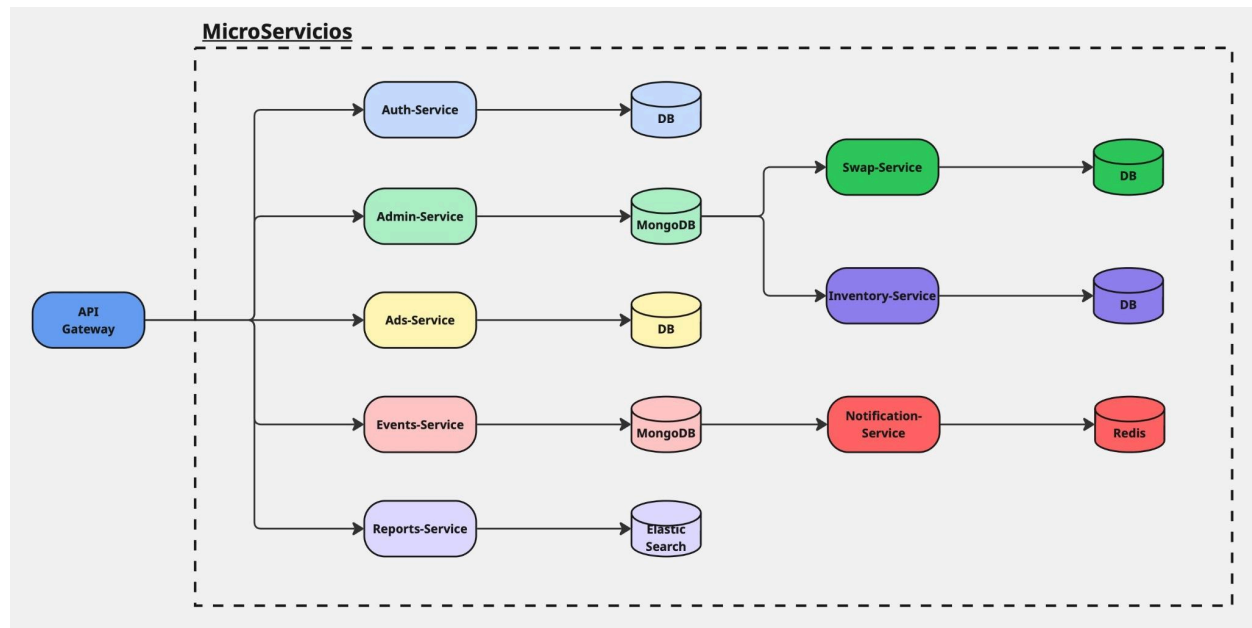 MicroServicios
Auth-Service
DB
Swap-Service
DB
Admin-Service
MongoDB
Inventory-Service
DB
API
Gateway
Ads-Service
DB
Events-Service
MongoDB
Notification-
Service
Redis
Reports-Service
Elastic
Search